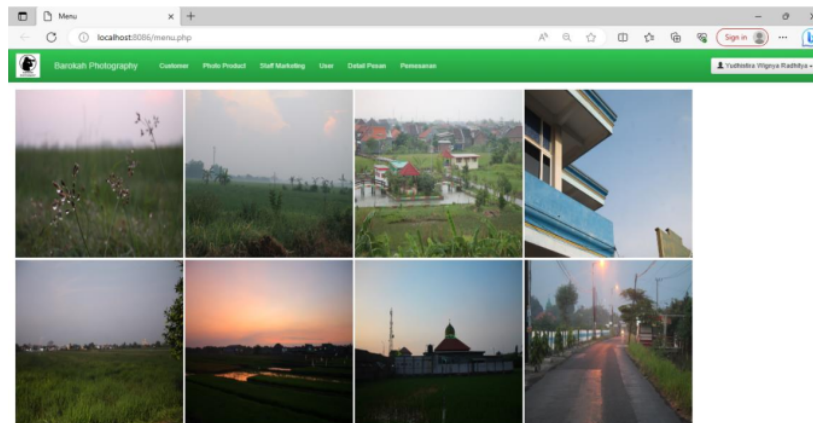 Menu
localhost:8086/menu.php
Sign in
Barokah Photography
Customer Photo Product Staff Marketing User Detail Pesan Pemesanan
Yudhistira Wignya Radhitya